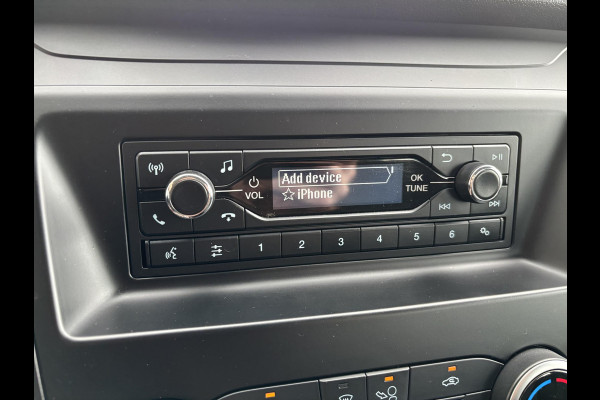 Add device
☆ iPhone
VOL
OK
TUNE
1 2 3 4 5 6